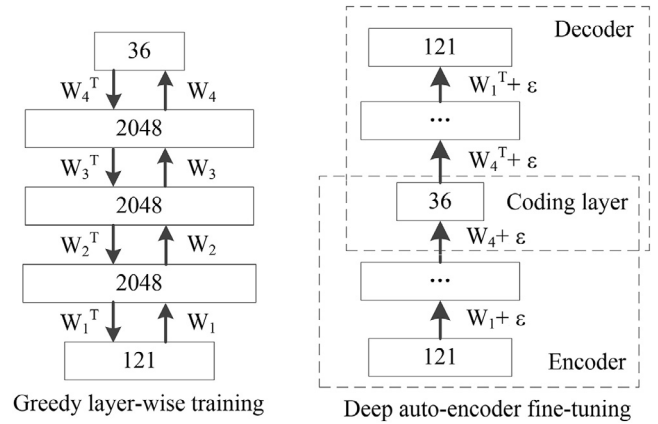 36
W₄ᵀ W₄
2048
W₃ᵀ W₃
2048
W₂ᵀ W₂
2048
W₁ᵀ W₁
121
Greedy layer-wise training
Decoder
121
W₁ᵀ+ ε
...
W₄ᵀ+ ε
36 Coding layer
W₄+ ε
...
W₁+ ε
121 Encoder
Deep auto-encoder fine-tuning